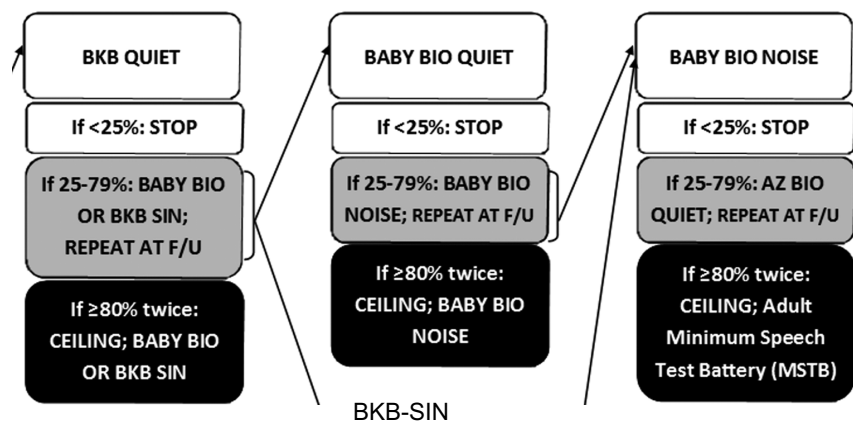 BKB QUIET
If <25%: STOP
If 25-79%: BABY BIO
OR BKB SIN;
REPEAT AT F/U
If ≥80% twice:
CEILING; BABY BIO
OR BKB SIN
BABY BIO QUIET
If <25%: STOP
If 25-79%: BABY BIO
NOISE; REPEAT AT F/U
If ≥80% twice:
CEILING; BABY BIO
NOISE
BABY BIO NOISE
If <25%: STOP
If 25-79%: AZ BIO
QUIET; REPEAT AT F/U
If ≥80% twice:
CEILING; Adult
Minimum Speech
Test Battery (MSTB)
BKB-SIN